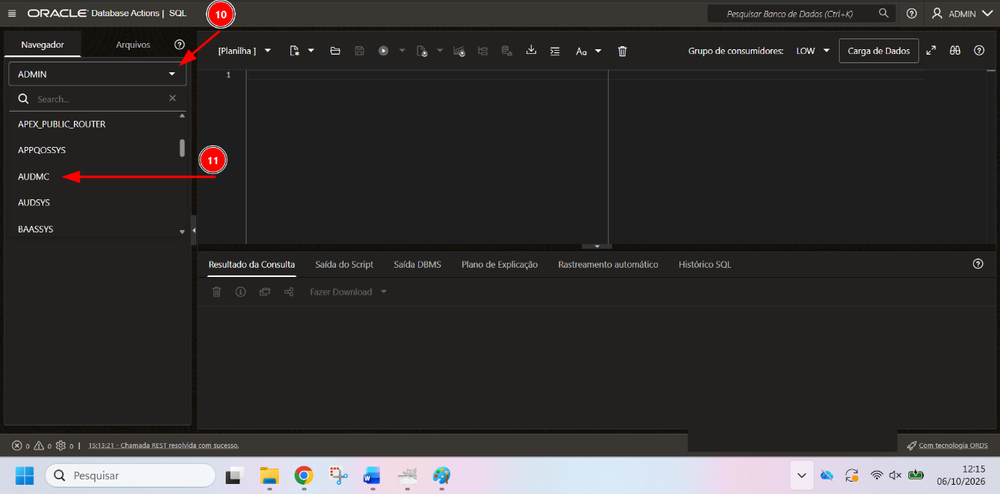 ORACLE Database Actions | SQL
10
Pesquisar Banco de Dados (Ctrl+K)
ADMIN
Navegador
Arquivos
[Planilha ]
Aa
Grupo de consumidores:
LOW
Carga de Dados
ADMIN
1
Search...
APEX_PUBLIC_ROUTER
APPQOSSYS
11
AUDMC
AUDSYS
BAASSYS
Resultado da Consulta
Saída do Script
Saída DBMS
Plano de Explicação
Rastreamento automático
Histórico SQL
Fazer Download
0
0
0 |
15:13:21 - Chamada REST resolvida com sucesso.
Com tecnologia ORDS
Pesquisar
12:15
06/10/2026